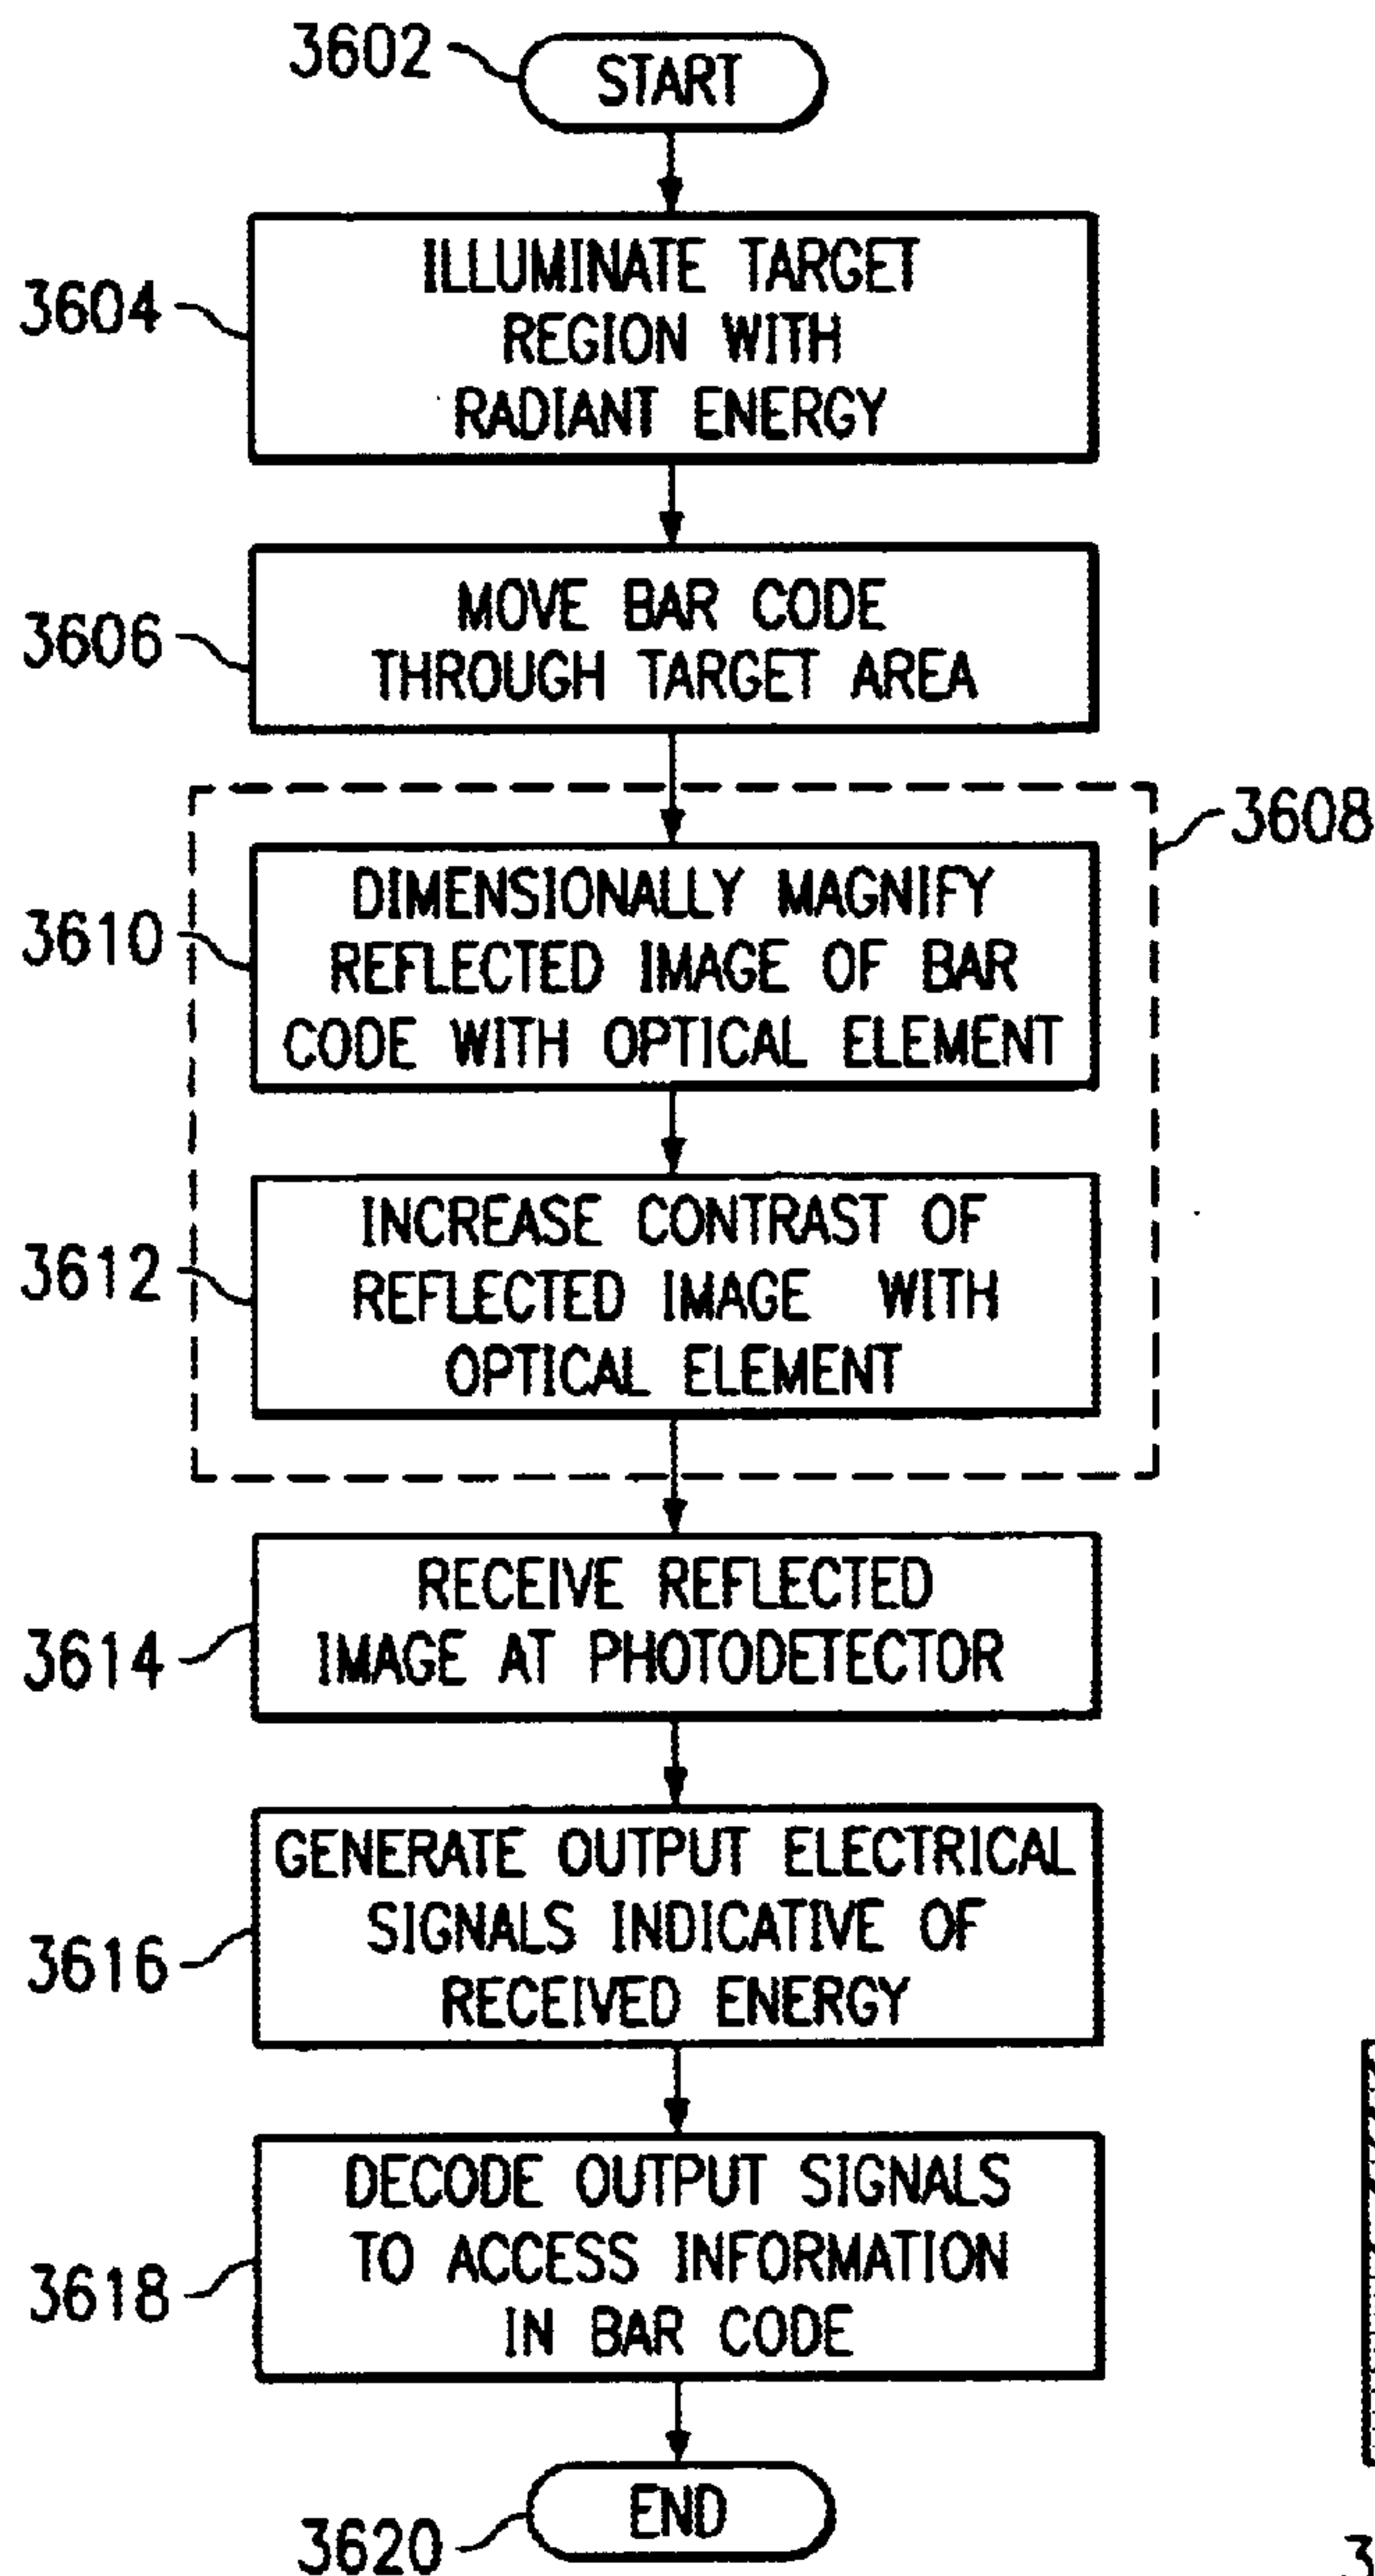 3602
START
3604
ILLUMINATE TARGET
REGION WITH
RADIANT ENERGY
3606
MOVE BAR CODE
THROUGH TARGET AREA
3608
3610
DIMENSIONALLY MAGNIFY
REFLECTED IMAGE OF BAR
CODE WITH OPTICAL ELEMENT
3612
INCREASE CONTRAST OF
REFLECTED IMAGE WITH
OPTICAL ELEMENT
3614
RECEIVE REFLECTED
IMAGE AT PHOTODETECTOR
3616
GENERATE OUTPUT ELECTRICAL
SIGNALS INDICATIVE OF
RECEIVED ENERGY
3618
DECODE OUTPUT SIGNALS
TO ACCESS INFORMATION
IN BAR CODE
3620
END